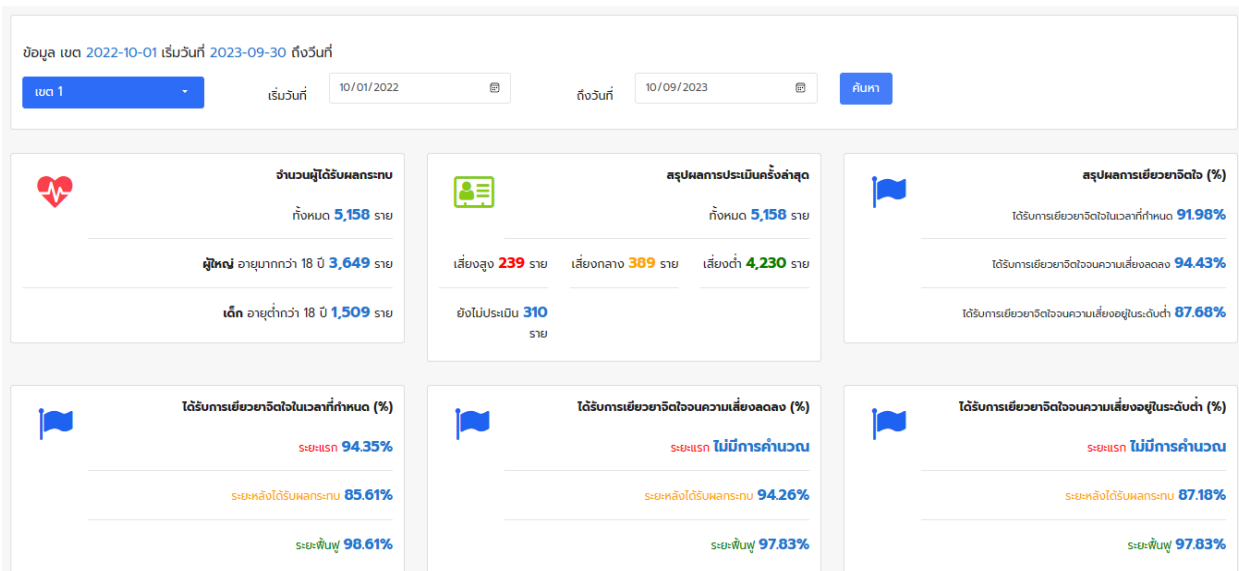 ข้อมูล เขต 2022-10-01 เริ่มวันที่ 2023-09-30 ถึงวีนที่
เขต 1
เริ่มวันที่
10/01/2022
ถึงวันที่
10/09/2023
ค้นหา
จำนวนผู้ได้รับผลกระทบ
ทั้งหมด 5,158 ราย
ผู้ใหญ่ อายุมากกว่า 18 ปี 3,649 ราย
เด็ก อายุต่ำกว่า 18 ปี 1,509 ราย
สรุปผลการประเมินครั้งล่าสุด
ทั้งหมด 5,158 ราย
เสี่ยงสูง 239 ราย
เสี่ยงกลาง 389 ราย
เสี่ยงต่ำ 4,230 ราย
ยังไม่ประเมิน 310
ราย
สรุปผลการเยียวยาจิตใจ (%)
ได้รับการเยียวยาจิตใจในเวลาที่กำหนด 91.98%
ได้รับการเยียวยาจิตใจจนความเสี่ยงลดลง 94.43%
ได้รับการเยียวยาจิตใจจนความเสี่ยงอยู่ในระดับต่ำ 87.68%
ได้รับการเยียวยาจิตใจในเวลาที่กำหนด (%)
ระยะแรก 94.35%
ระยะหลังได้รับผลกระทบ 85.61%
ระยะฟื้นฟู 98.61%
ได้รับการเยียวยาจิตใจจนความเสี่ยงลดลง (%)
ระยะแรก ไม่มีการคำนวณ
ระยะหลังได้รับผลกระทบ 94.26%
ระยะฟื้นฟู 97.83%
ได้รับการเยียวยาจิตใจจนความเสี่ยงอยู่ในระดับต่ำ (%)
ระยะแรก ไม่มีการคำนวณ
ระยะหลังได้รับผลกระทบ 87.18%
ระยะฟื้นฟู 97.83%